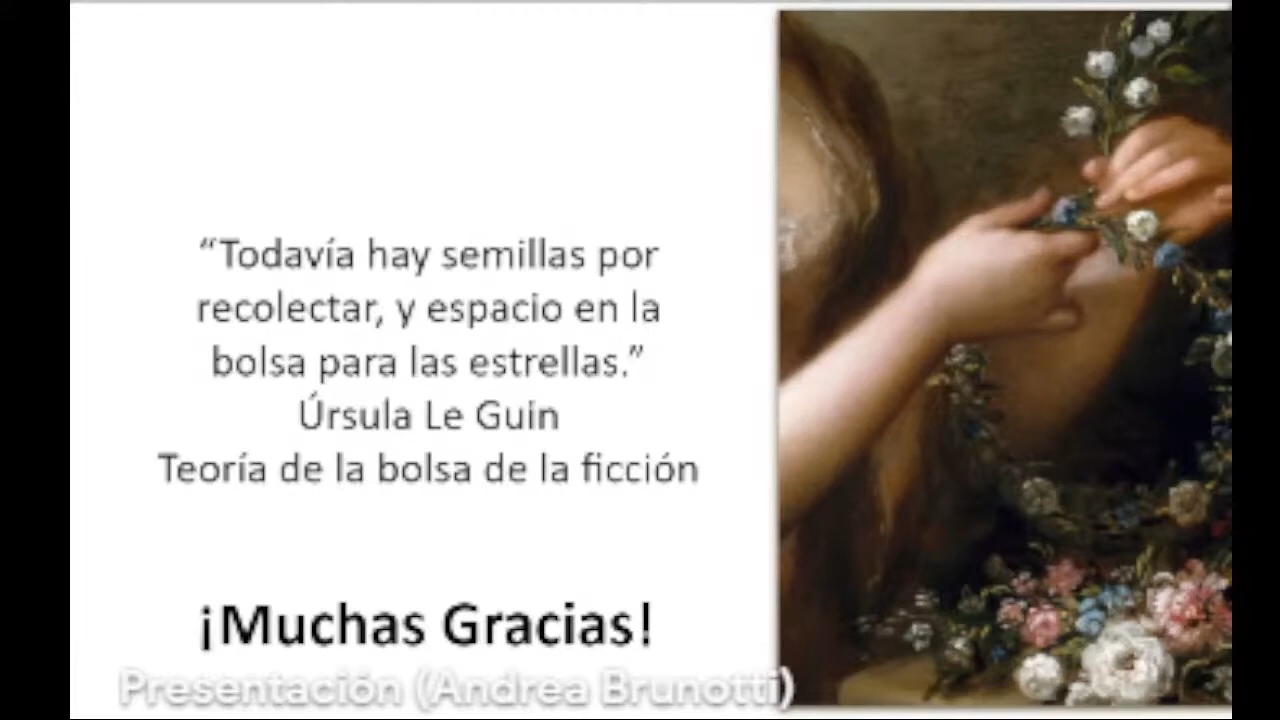 “Todavía hay semillas por
recolectar, y espacio en la
bolsa para las estrellas.”
Úrsula Le Guin
Teoría de la bolsa de la ficción
¡Muchas Gracias!
Presentación (Andrea Brunotti)